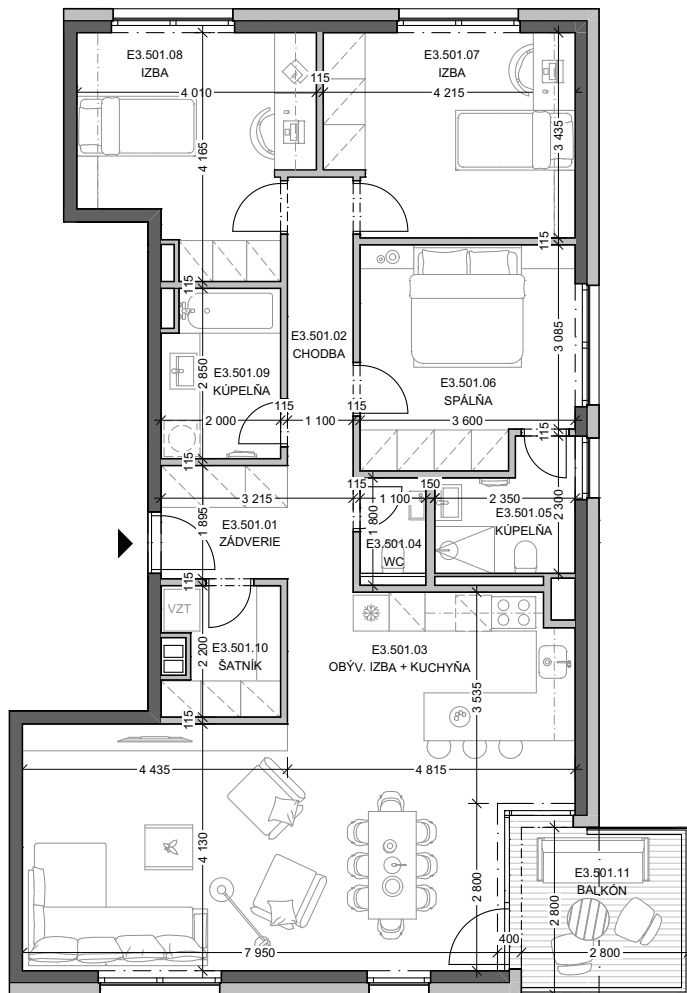 E3.501.08
IZBA
E3.501.07
IZBA
115
4 010
4 215
3 435
4 165
115
115
E3.501.02
CHODBA
3 085
2 850
E3.501.09
KÚPELŇA
E3.501.06
SPÁLŇA
115
115
2 000
1 100
3 600
115
115
115
150
3 215
1 100
2 350
1 895
1 800
2 300
E3.501.01
ZÁDVERIE
E3.501.05
KÚPELŇA
E3.501.04
WC
115
VZT
E3.501.10
ŠATNÍK
2 200
E3.501.03
OBÝV. IZBA + KUCHYŇA
3 535
115
4 435
4 815
4 130
E3.501.11
BALKÓN
2 800
2 800
400
7 950
2 800